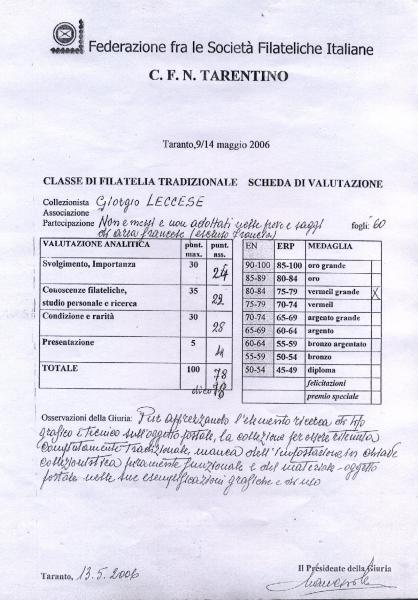 Federazione fra le Società Filateliche Italiane
C. F. N. TARENTINO
Taranto,9/14 maggio 2006
CLASSE DI FILATELIA TRADIZIONALE SCHEDA DI VALUTAZIONE
Collezionista Giorgio LECCESE
Associazione
Partecipazione Non emessi e non adottati nelle prove e saggi fogli: 60
di area francese (escluso Francia)
VALUTAZIONE ANALITICA punt. max. punt. ass.
Svolgimento, Importanza 30 24
Conoscenze filateliche, studio personale e ricerca 35 22
Condizione e rarità 30 28
Presentazione 5 4
TOTALE 100 78
EN ERP MEDAGLIA
90-100 85-100 oro grande
85-89 80-84 oro
80-84 75-79 vermeil grande X
75-79 70-74 vermeil
70-74 65-69 argento grande
65-69 60-64 argento
60-64 55-59 bronzo argentato
55-59 50-54 bronzo
50-54 45-49 diploma
felicitazioni
premio speciale
Osservazioni della Giuria: Pur apprezzando l'elemento ricerca di tipo
grafico e tecnico sull'oggetto postale, la collezione per essere ritenuta
compiutamente tradizionale, manca dell'impostazione in chiave
collezionistica puramente funzionale e del materiale-oggetto
postale nelle sue esemplificazioni grafiche e di uso
Taranto, 13.5.2006
Il Presidente della Giuria